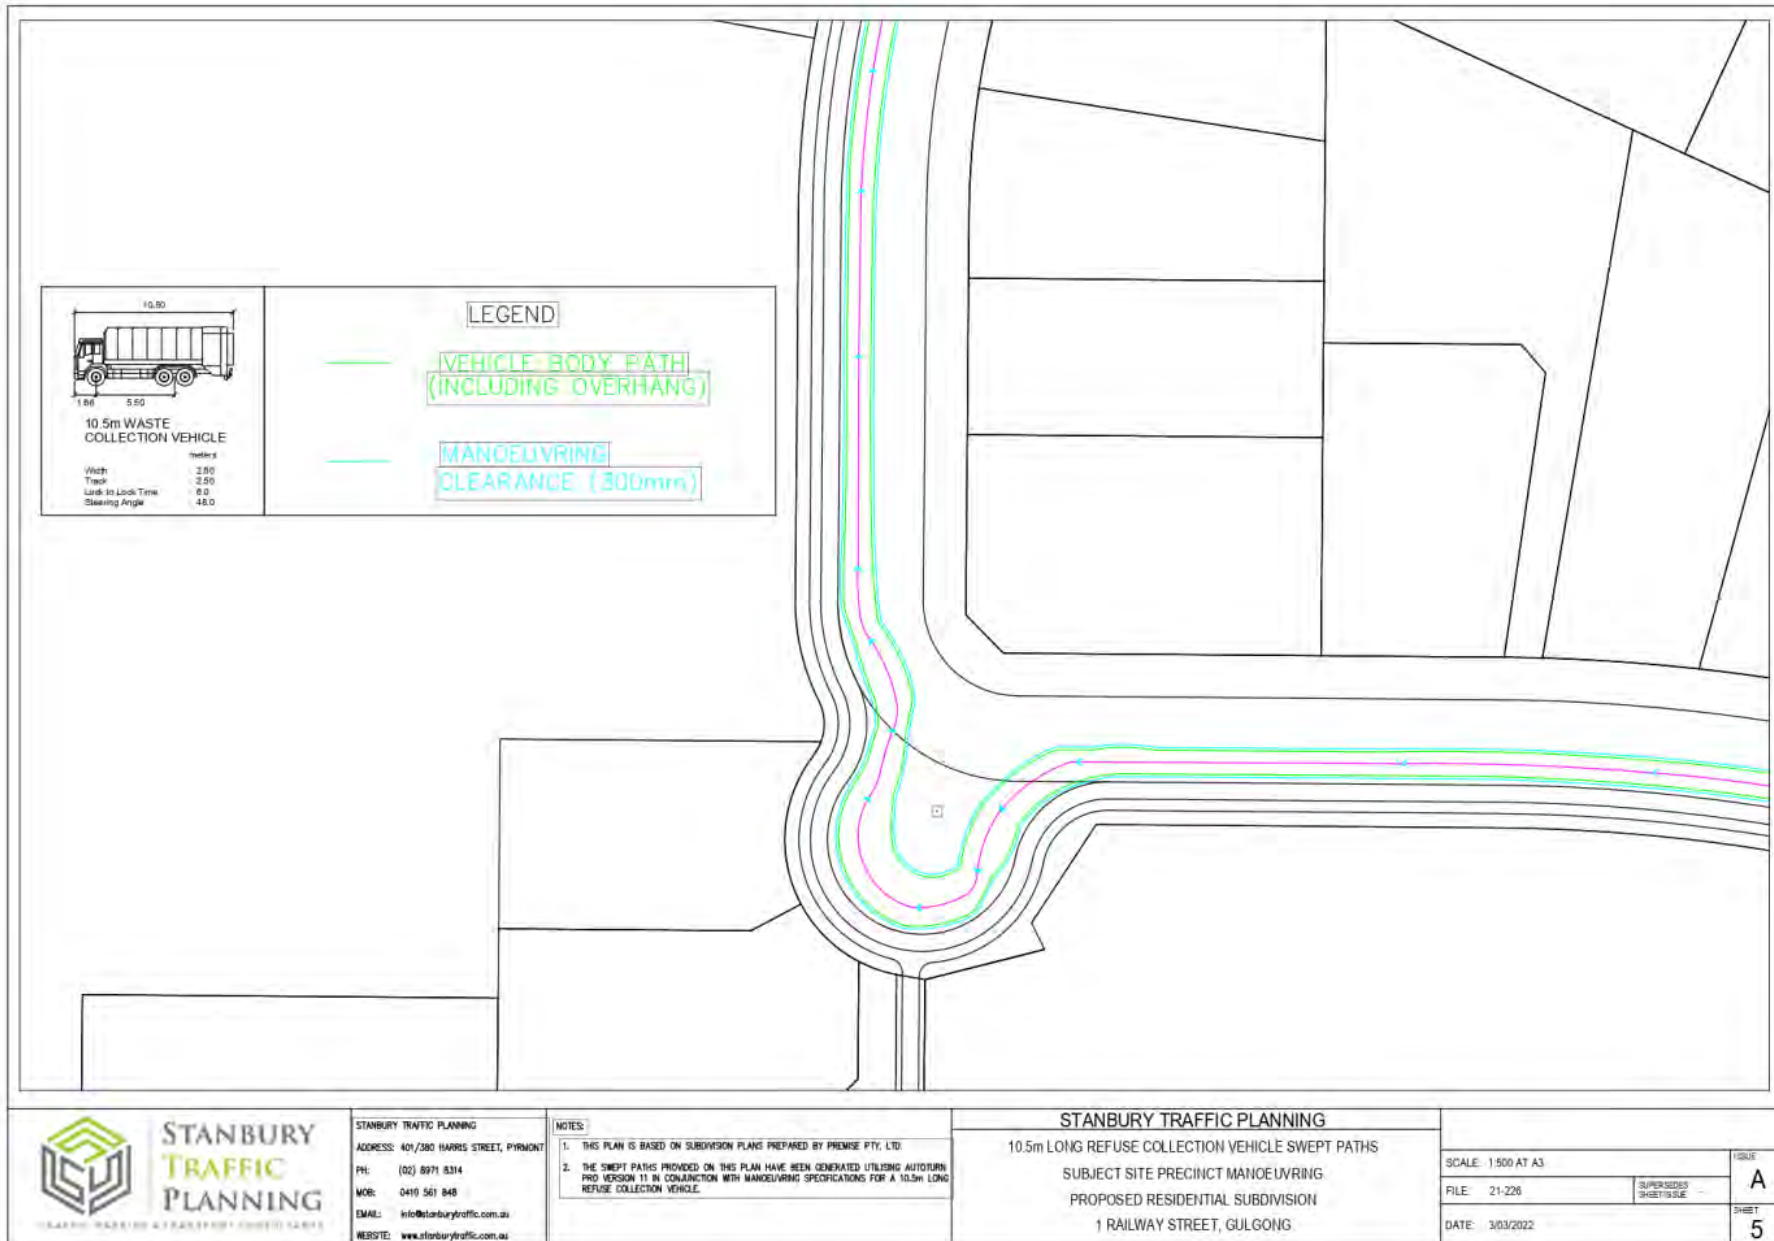 10.50
1.66
5.50
10.5m WASTE
COLLECTION VEHICLE
meters
Width : 2.50
Track : 2.50
Lock to Lock Time : 6.0
Steering Angle : 48.0
LEGEND
VEHICLE BODY PATH
(INCLUDING OVERHANG)
MANOEUVRING
CLEARANCE (300mm)
STANBURY
TRAFFIC
PLANNING
STANBURY TRAFFIC PLANNING
ADDRESS: 401/380 HARRIS STREET, PYRMONT
PH: (02) 8971 8314
MOB: 0410 561 848
EMAIL: info@stanburytraffic.com.au
WEBSITE: www.stanburytraffic.com.au
NOTES:
1. THIS PLAN IS BASED ON SUBDIVISION PLANS PREPARED BY PREMISE PTY. LTD.
2. THE SWEPT PATHS PROVIDED ON THIS PLAN HAVE BEEN GENERATED UTILISING AUTOTURN
PRO VERSION 11 IN CONJUNCTION WITH MANOEUVRING SPECIFICATIONS FOR A 10.5m LONG
REFUSE COLLECTION VEHICLE.
STANBURY TRAFFIC PLANNING
10.5m LONG REFUSE COLLECTION VEHICLE SWEPT PATHS
SUBJECT SITE PRECINCT MANOEUVRING
PROPOSED RESIDENTIAL SUBDIVISION
1 RAILWAY STREET, GULGONG
SCALE: 1:500 AT A3
FILE: 21-226
SUPERSEDES
SHEET/ISSUE
DATE: 3/03/2022
ISSUE
A
SHEET
5